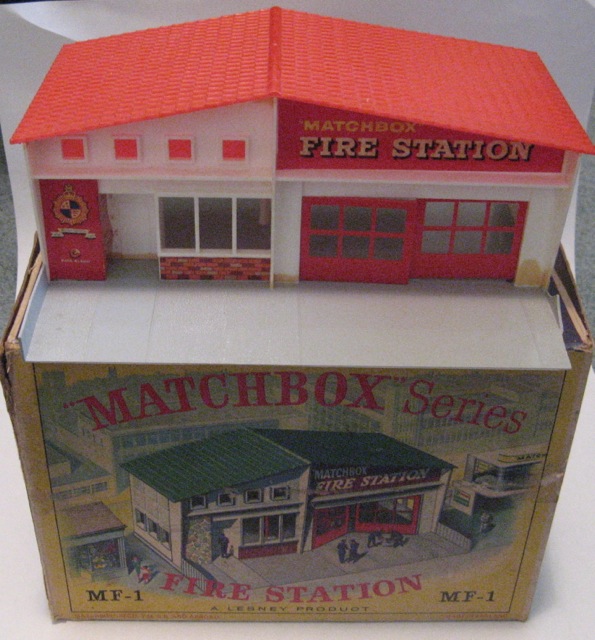 MATCHBOX
FIRE STATION
"MATCHBOX" Series
MATCHBOX
FIRE STATION
FIRE STATION
MF-1
MF-1
A LESNEY PRODUCT